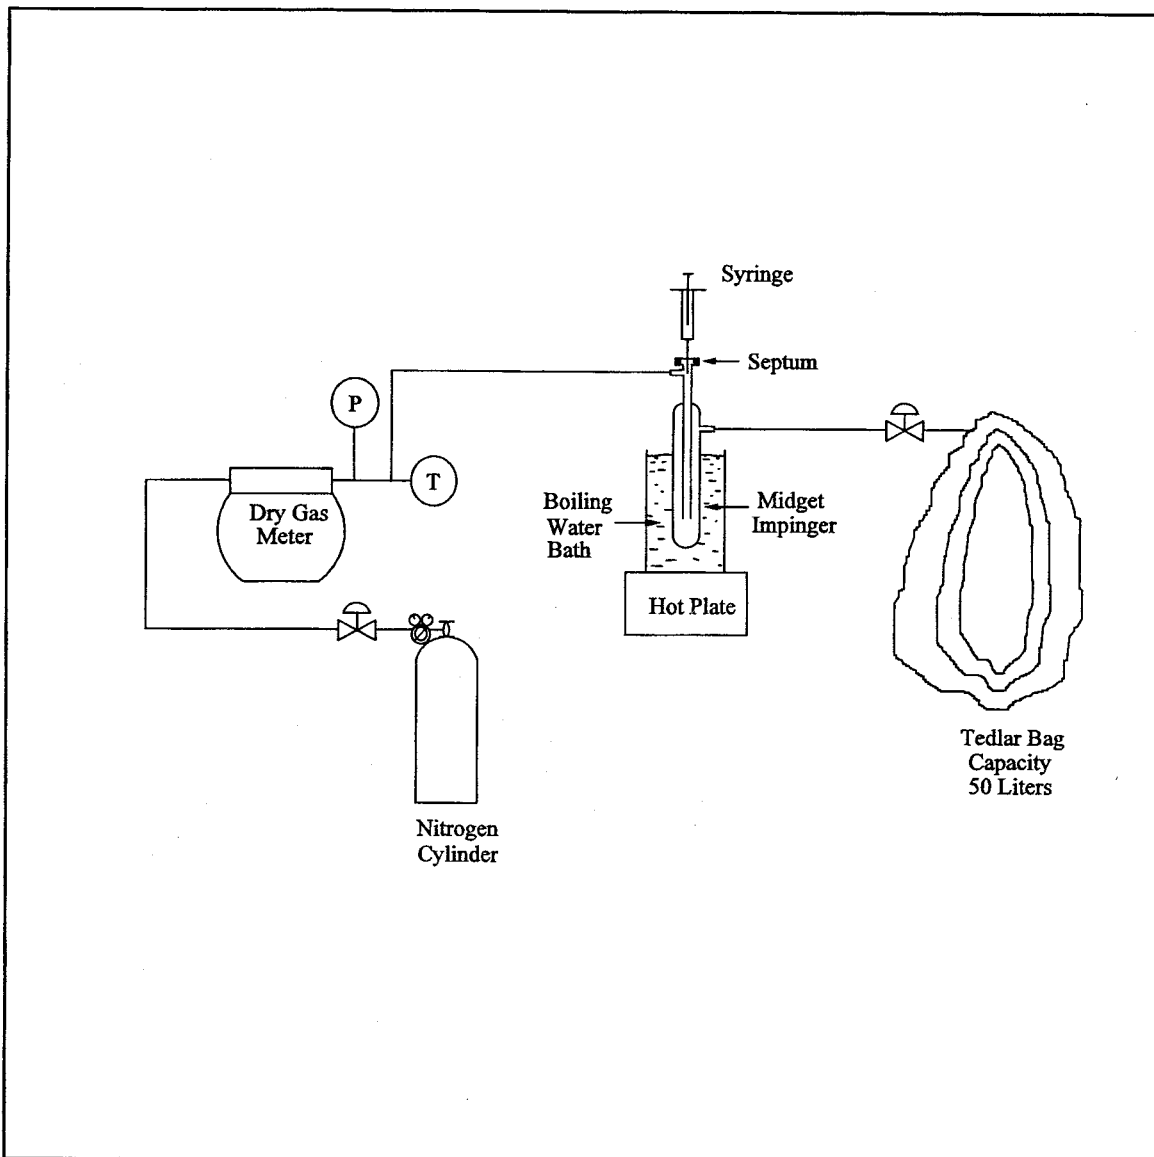 Syringe
Septum
P
T
Dry Gas
Meter
Boiling
Water
Bath
Midget
Impinger
Hot Plate
Nitrogen
Cylinder
Tedlar Bag
Capacity
50 Liters